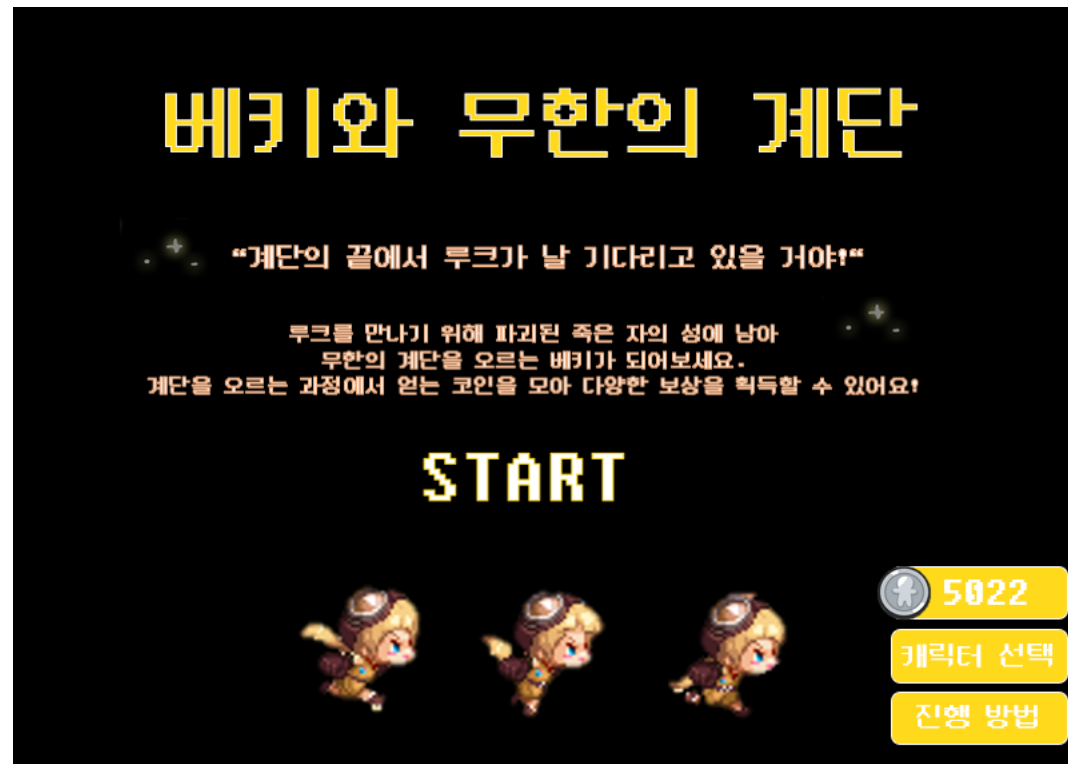 베키와 무한의 계단
“계단의 끝에서 루크가 날 기다리고 있을 거야!“
루크를 만나기 위해 파괴된 죽은 자의 성에 남아
무한의 계단을 오르는 베키가 되어보세요.
계단을 오르는 과정에서 얻는 코인을 모아 다양한 보상을 획득할 수 있어요!
START
5022
캐릭터 선택
진행 방법